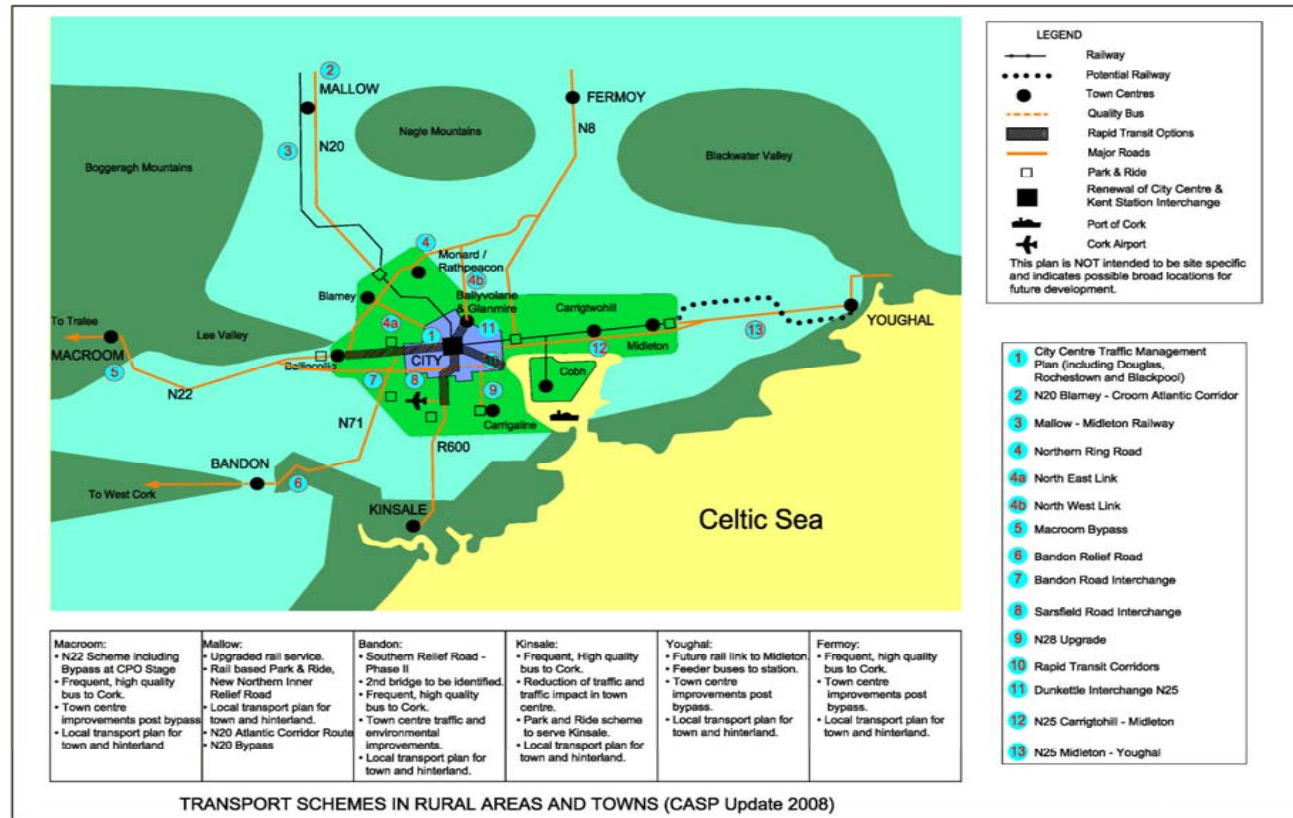 2
MALLOW
FERMOY
N8
Nagle Mountains
3
N20
Blackwater Valley
Boggeragh Mountains
4
Monard /
Rathpeacon
4b
Blarney
Ballyvolane
& Glanmire
Carrigtwohill
To Tralee
Lee Valley
4a
1
11
YOUGHAL
MACROOM
CITY
12
Midleton
13
Ballincollig
10
5
7
8
Cobh
N22
9
Carrigaline
N71
R600
BANDON
6
To West Cork
KINSALE
Celtic Sea
LEGEND
Railway
Potential Railway
Town Centres
Quality Bus
Rapid Transit Options
Major Roads
Park & Ride
Renewal of City Centre &
Kent Station Interchange
Port of Cork
Cork Airport
This plan is NOT intended to be site specific
and indicates possible broad locations for
future development.
1 City Centre Traffic Management
Plan (including Douglas,
Rochestown and Blackpool)
2 N20 Blarney - Croom Atlantic Corridor
3 Mallow - Midleton Railway
4 Northern Ring Road
4a North East Link
4b North West Link
5 Macroom Bypass
6 Bandon Relief Road
7 Bandon Road Interchange
8 Sarsfield Road Interchange
9 N28 Upgrade
10 Rapid Transit Corridors
11 Dunkettle Interchange N25
12 N25 Carrigtohill - Midleton
13 N25 Midleton - Youghal
Macroom:
• N22 Scheme including
Bypass at CPO Stage
• Frequent, high quality
bus to Cork.
• Town centre
improvements post bypass
• Local transport plan for
town and hinterland
Mallow:
• Upgraded rail service.
• Rail based Park & Ride,
New Northern Inner
Relief Road
• Local transport plan for
town and hinterland.
• N20 Atlantic Corridor Route
• N20 Bypass
Bandon:
• Southern Relief Road -
Phase II
• 2nd bridge to be identified.
• Frequent, high quality
bus to Cork.
• Town centre traffic and
environmental
improvements.
• Local transport plan for
town and hinterland.
Kinsale:
• Frequent, High quality
bus to Cork.
• Reduction of traffic and
traffic impact in town
centre.
• Park and Ride scheme
to serve Kinsale.
• Local transport plan for
town and hinterland.
Youghal:
• Future rail link to Midleton.
• Feeder buses to station.
• Town centre
improvements post
bypass.
• Local transport plan for
town and hinterland.
Fermoy:
• Frequent, high quality
bus to Cork.
• Town centre
improvements post
bypass.
• Local transport plan for
town and hinterland.
TRANSPORT SCHEMES IN RURAL AREAS AND TOWNS (CASP Update 2008)